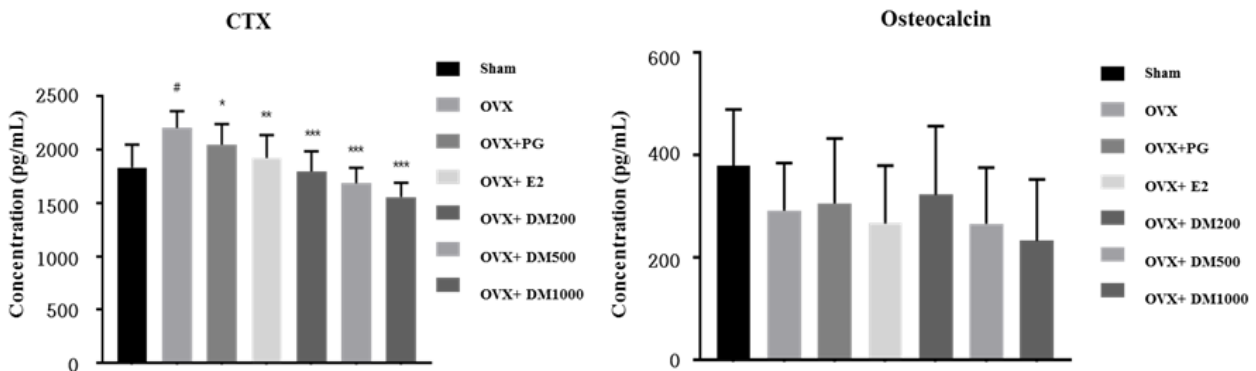 CTX
Concentration (pg/mL)
2500
2000
1500
1000
500
0
#
*
**
***
***
***
Sham
OVX
OVX+PG
OVX+ E2
OVX+ DM200
OVX+ DM500
OVX+ DM1000
Osteocalcin
Concentration (pg/mL)
600
400
200
0
Sham
OVX
OVX+PG
OVX+ E2
OVX+ DM200
OVX+ DM500
OVX+ DM1000